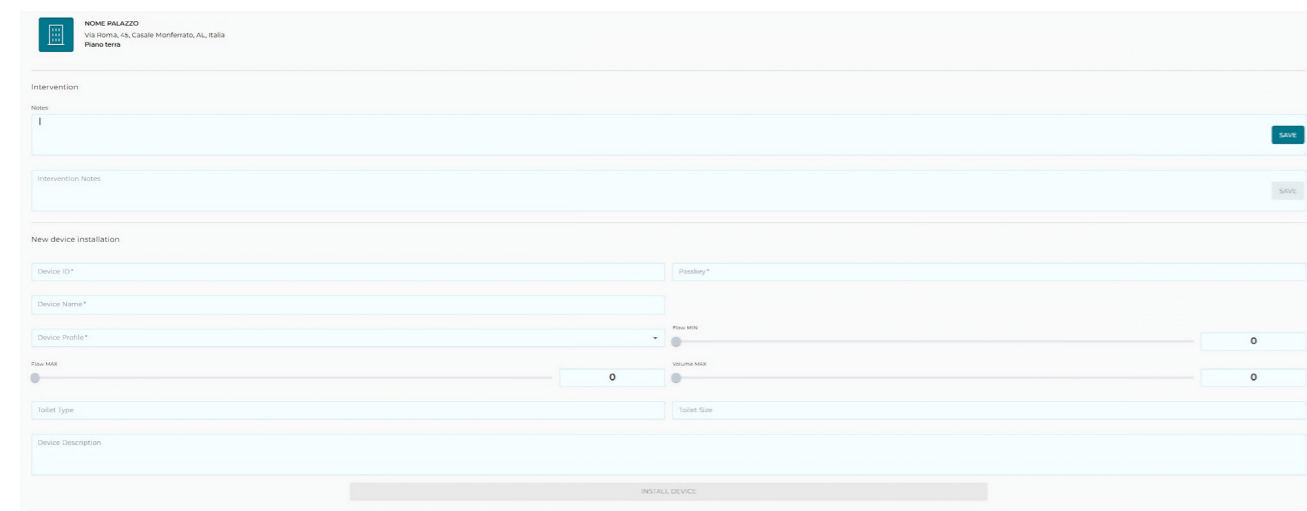 NOME PALAZZO
Via Roma, 45, Casale Monferrato, AL, Italia
Piano terra
Intervention
Notes
SAVE
Intervention Notes
SAVE
New device installation
Device ID*
Passkey*
Device Name*
Device Profile*
Flow MIN
0
Flow MAX
0
Volume MAX
0
Toilet Type
Toilet Size
Device Description
INSTALL DEVICE